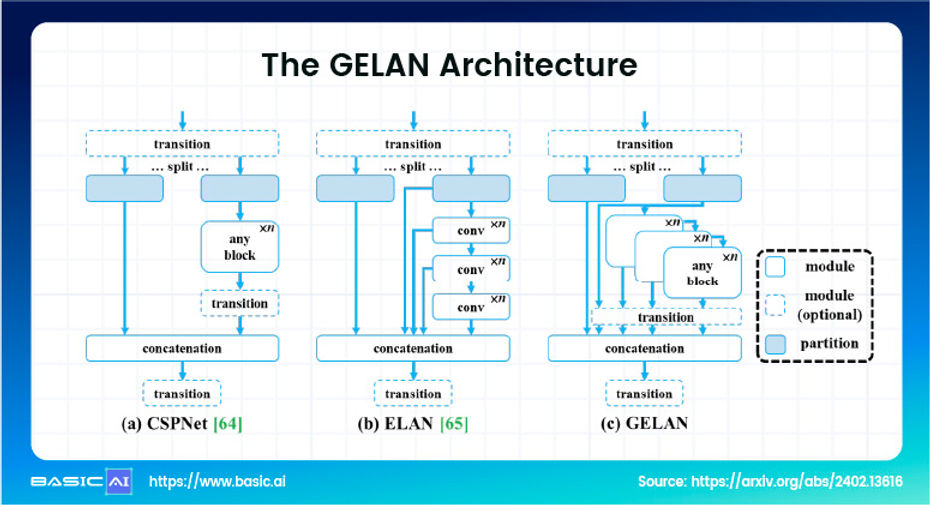 The GELAN Architecture
transition
... split ...
any
block
×n
transition
concatenation
transition
(a) CSPNet [64]
transition
... split ...
conv ×n
conv ×n
conv ×n
concatenation
transition
(b) ELAN [65]
transition
... split ...
×n
×n
×n
any
block
transition
concatenation
transition
(c) GELAN
module
module
(optional)
partition
BASIC AI
https://www.basic.ai
Source: https://arxiv.org/abs/2402.13616